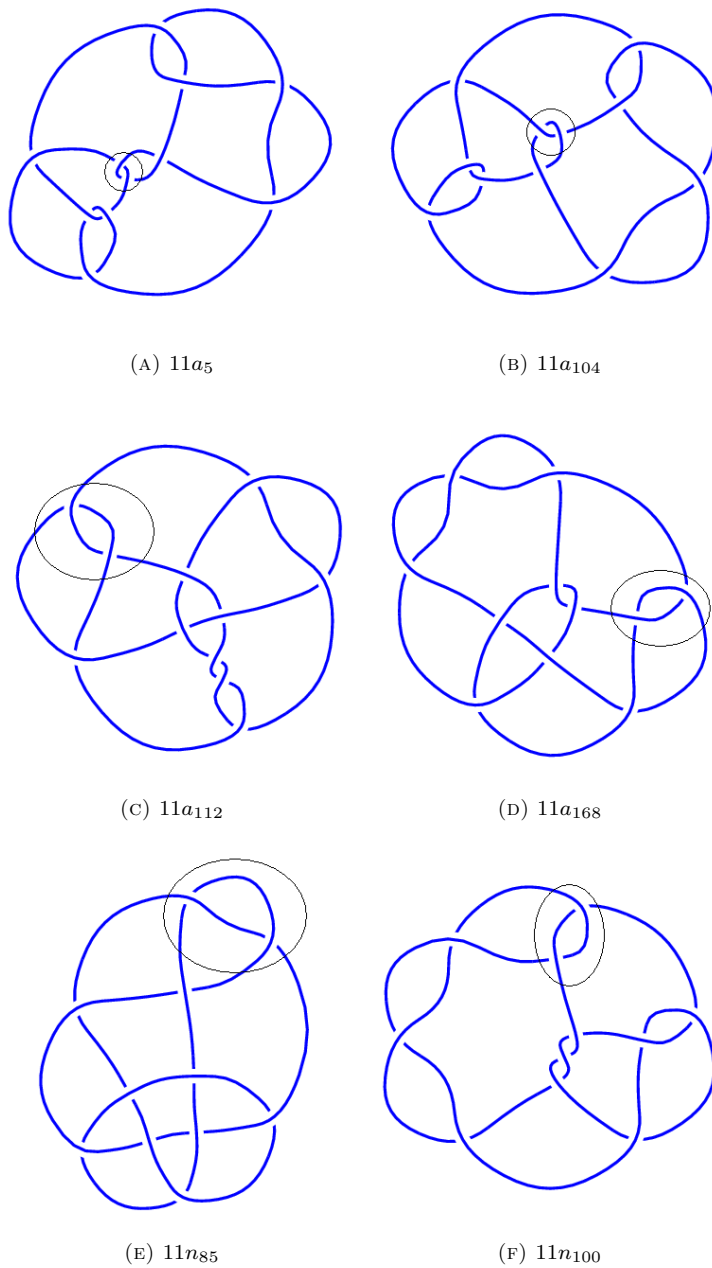 (A) 11a₅ (B) 11a₁₀₄
(C) 11a₁₁₂ (D) 11a₁₆₈
(E) 11n₈₅ (F) 11n₁₀₀